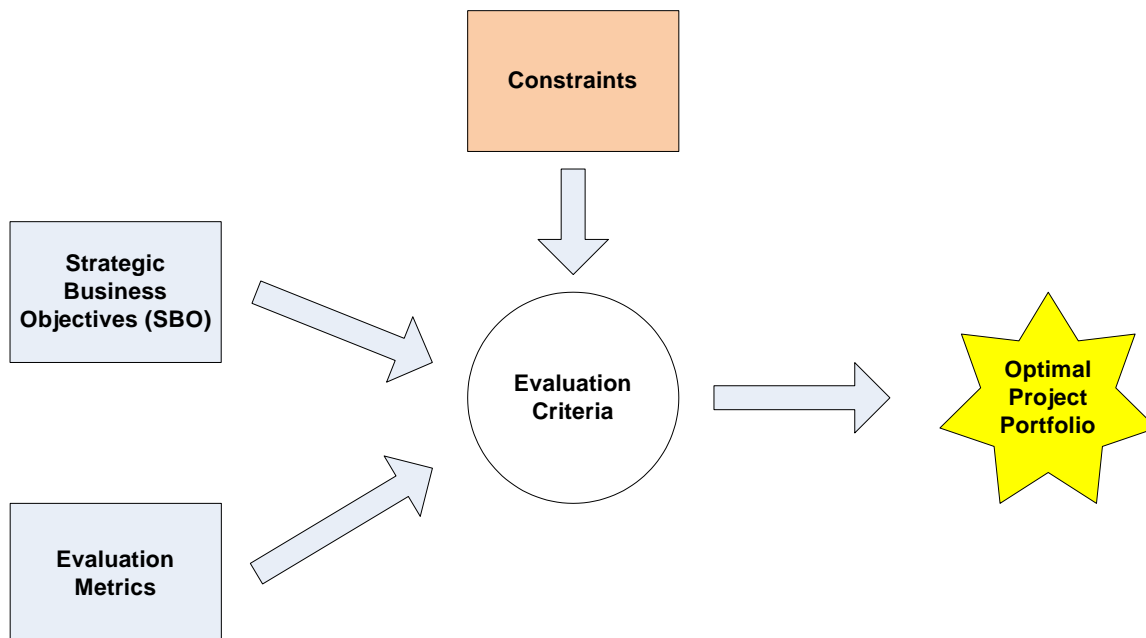 Constraints
Strategic
Business
Objectives (SBO)
Evaluation
Criteria
Optimal
Project
Portfolio
Evaluation
Metrics